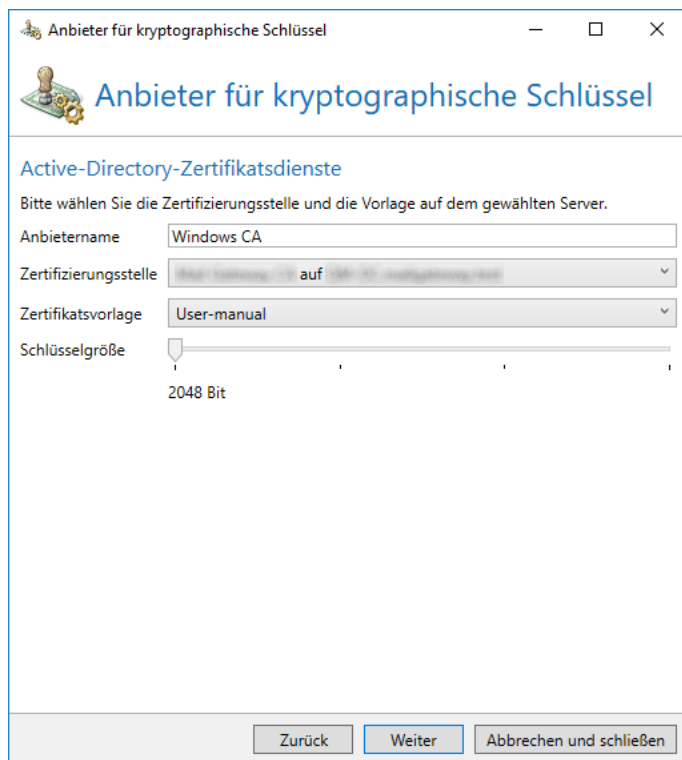 Anbieter für kryptographische Schlüssel
Anbieter für kryptographische Schlüssel
Active-Directory-Zertifikatsdienste
Bitte wählen Sie die Zertifizierungsstelle und die Vorlage auf dem gewählten Server.
Anbietername Windows CA
Zertifizierungsstelle auf
Zertifikatsvorlage User-manual
Schlüsselgröße
2048 Bit
Zurück Weiter Abbrechen und schließen